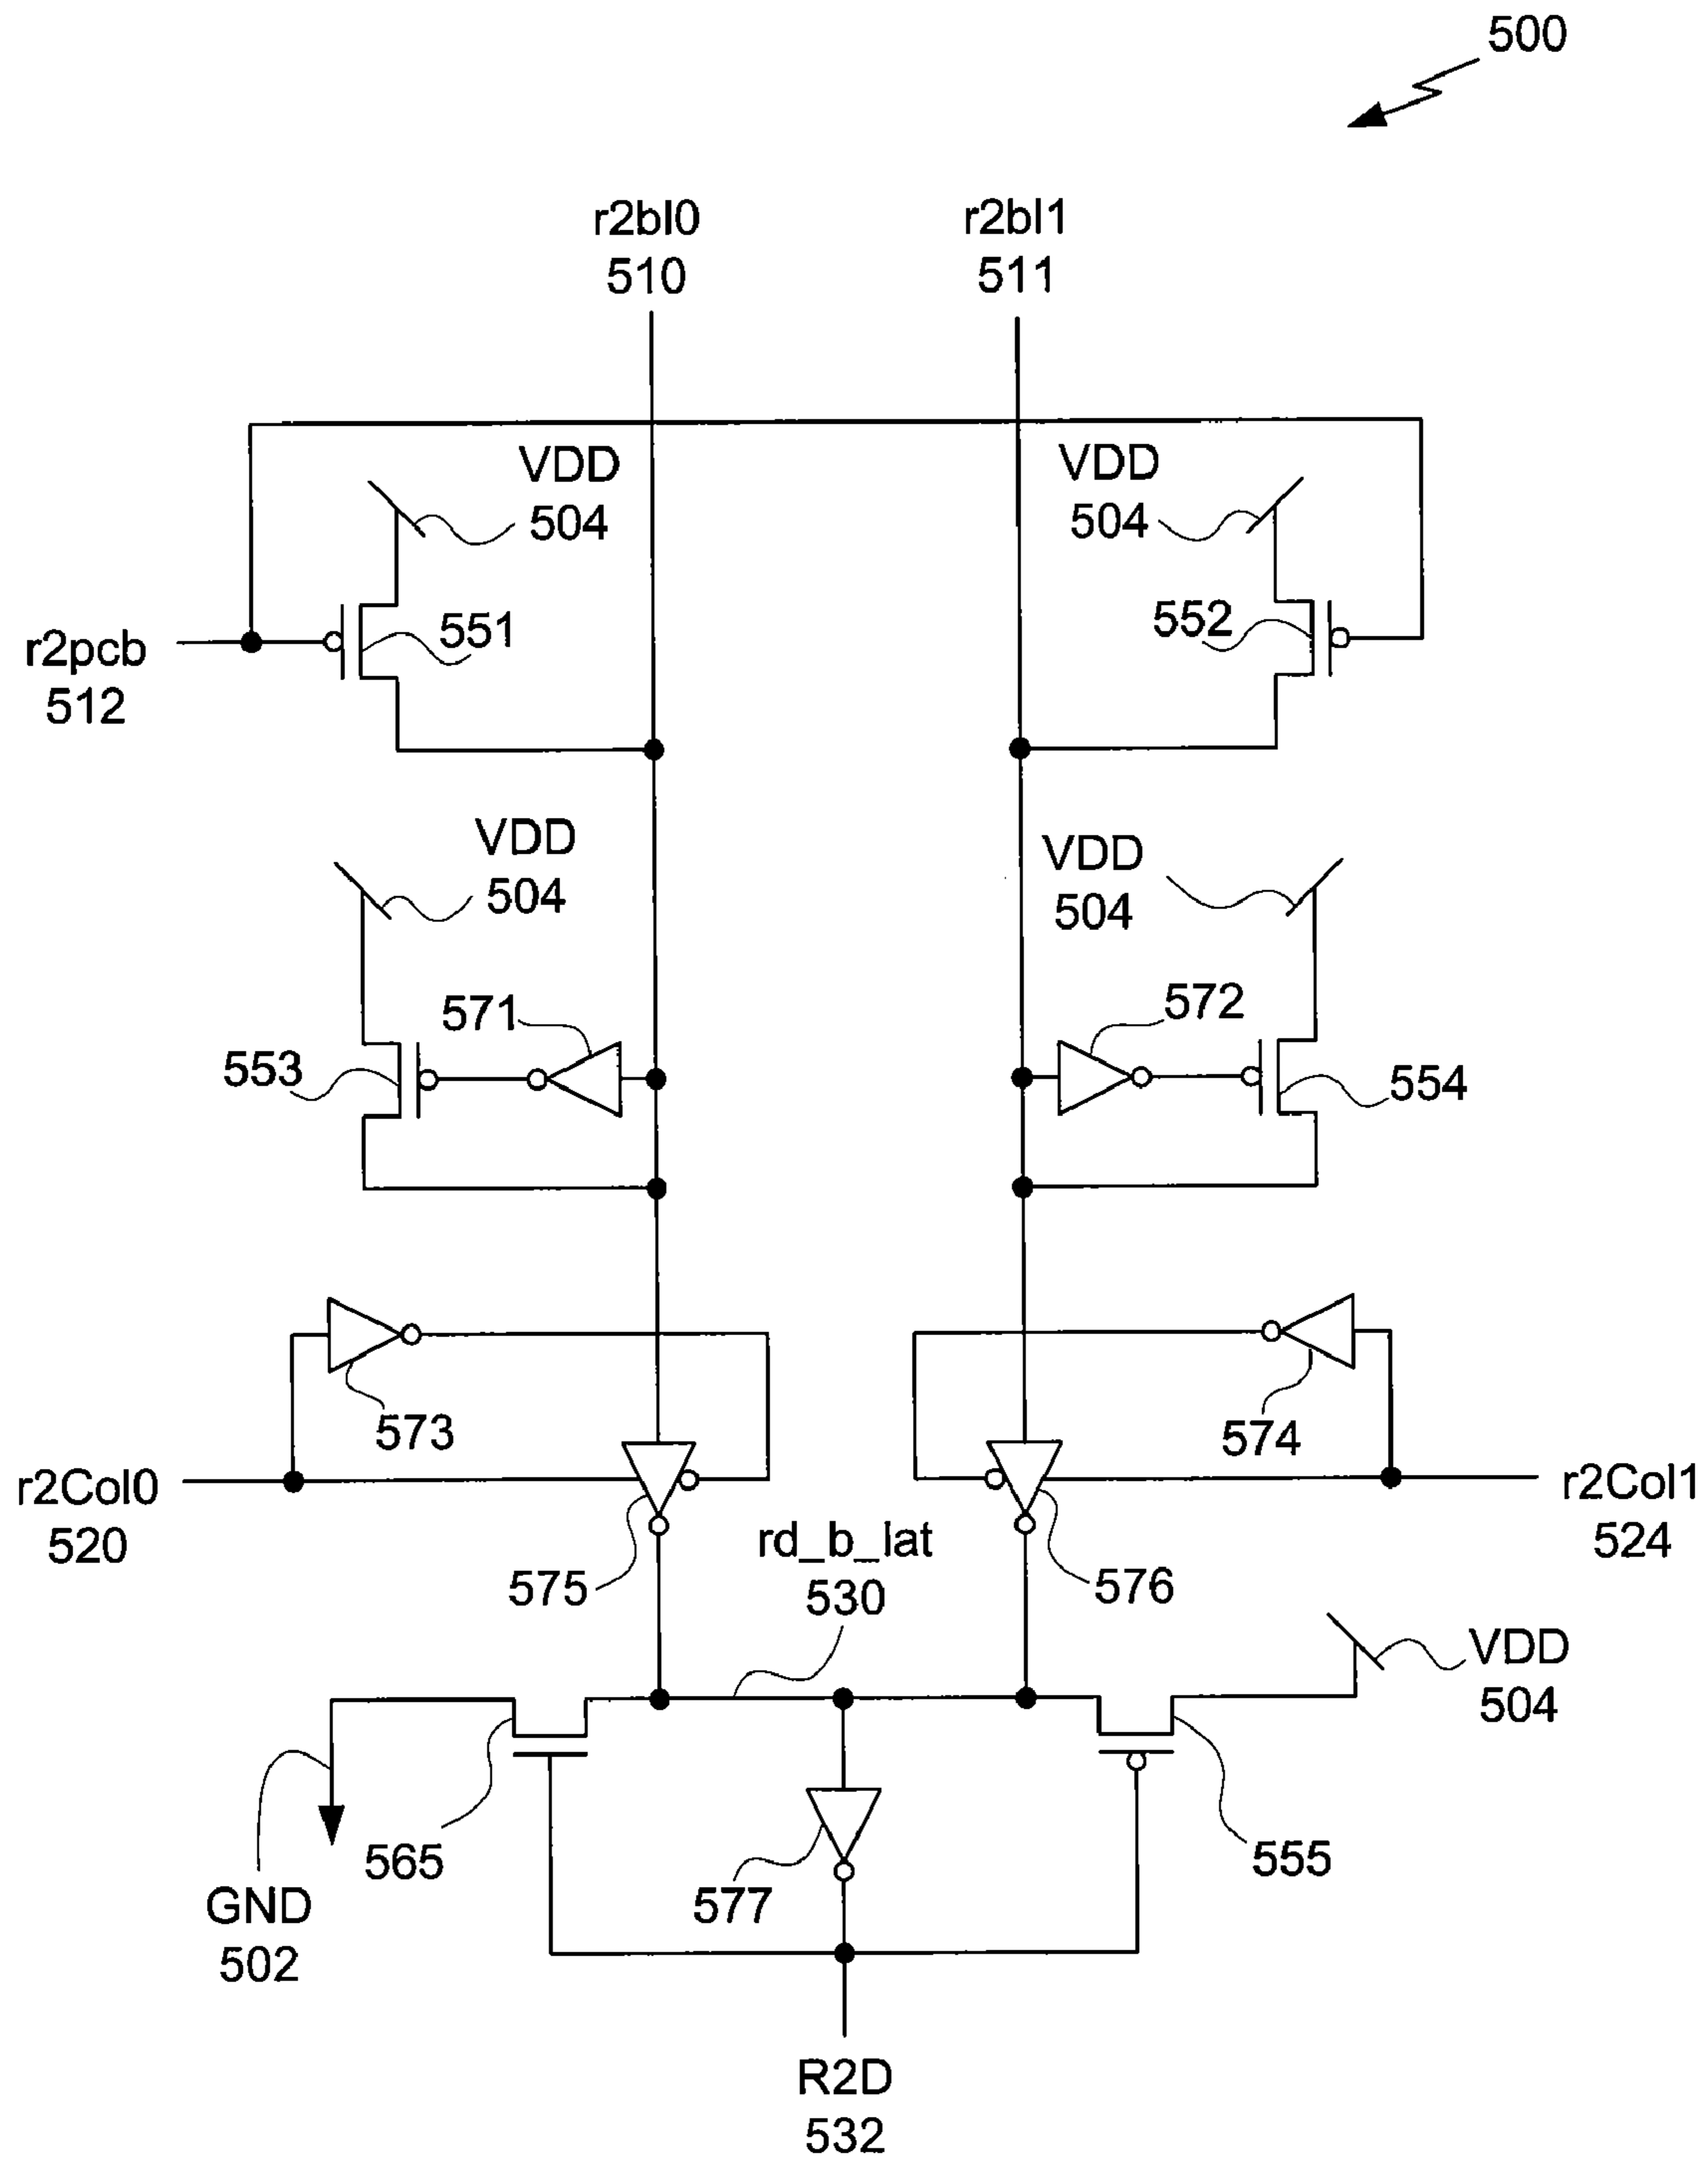 500
r2bl0
510
r2bl1
511
VDD
504
VDD
504
551
552
r2pcb
512
VDD
504
VDD
504
571
572
553
554
573
574
r2Col0
520
r2Col1
524
575
rd_b_lat
530
576
VDD
504
565
555
577
GND
502
R2D
532